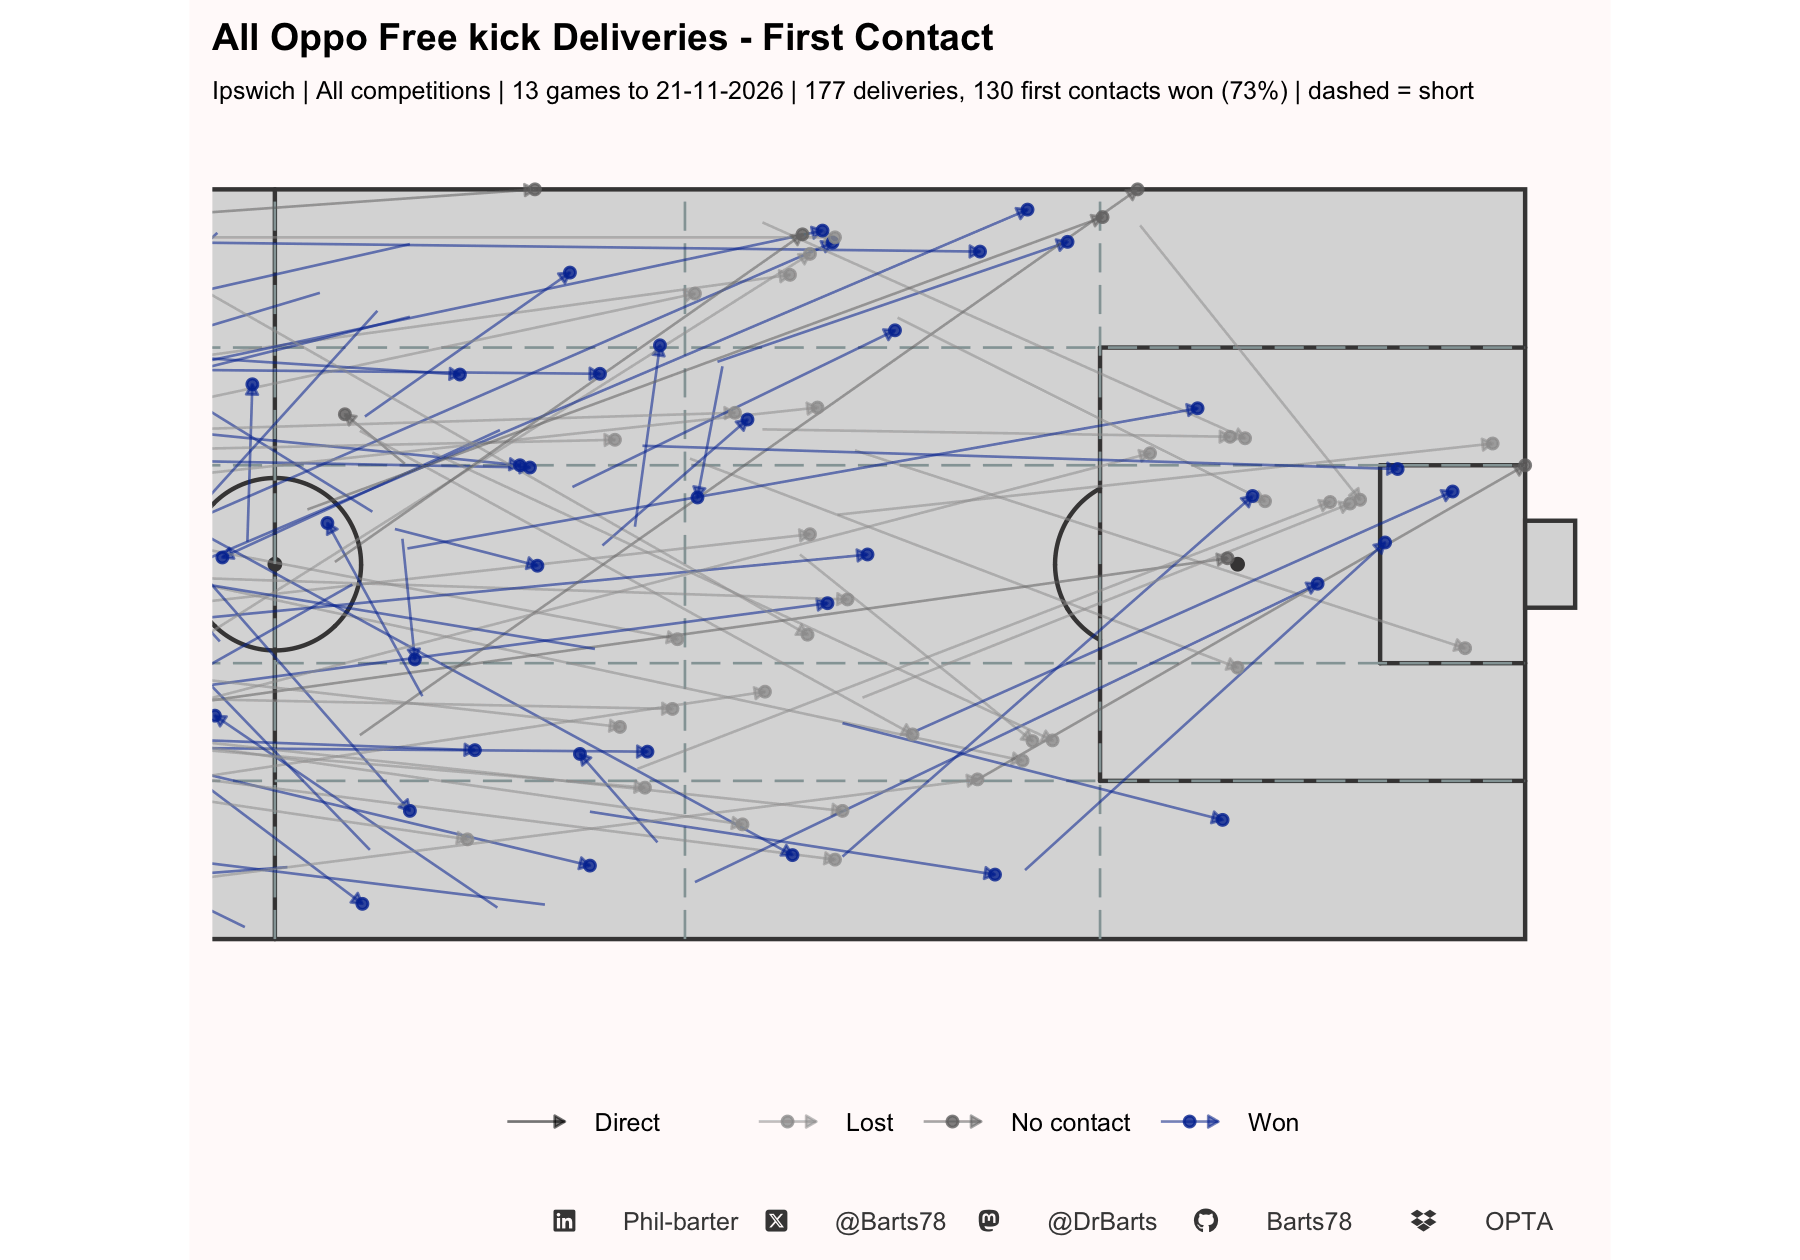 All Oppo Free kick Deliveries - First Contact
Ipswich | All competitions | 13 games to 21-11-2026 | 177 deliveries, 130 first contacts won (73%) | dashed = short
Direct Lost No contact Won
Phil-barter @Barts78 @DrBarts Barts78 OPTA